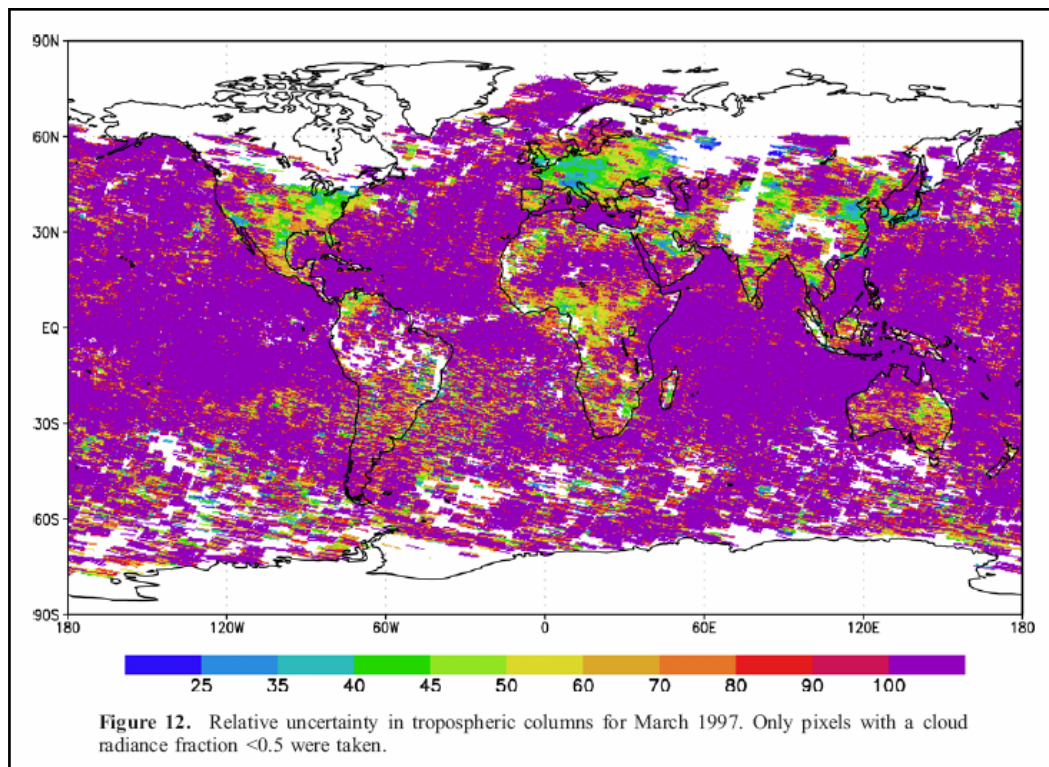 90N
60N
30N
EQ
30S
60S
90S
180 120W 60W 0 60E 120E 180
25 35 40 45 50 60 70 80 90 100
Figure 12. Relative uncertainty in tropospheric columns for March 1997. Only pixels with a cloud
radiance fraction <0.5 were taken.